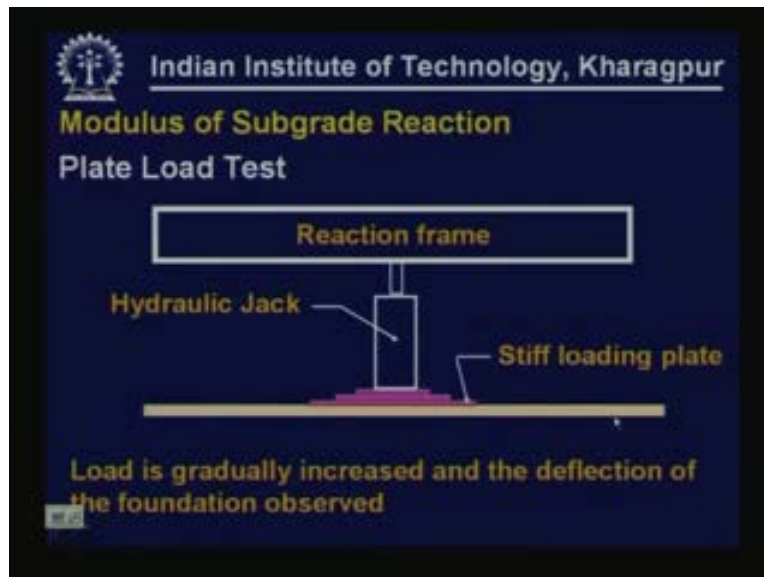 Indian Institute of Technology, Kharagpur
Modulus of Subgrade Reaction
Plate Load Test
Reaction frame
Hydraulic Jack
Stiff loading plate
Load is gradually increased and the deflection of
the foundation observed